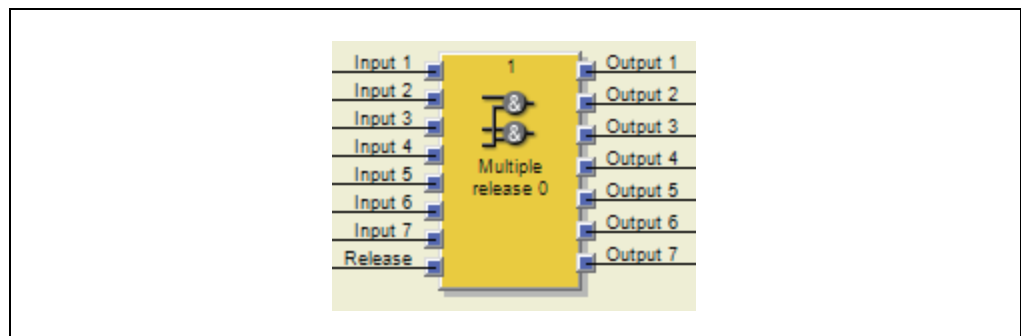 Input 1
Input 2
Input 3
Input 4
Input 5
Input 6
Input 7
Release
1
&
&
Multiple
release 0
Output 1
Output 2
Output 3
Output 4
Output 5
Output 6
Output 7